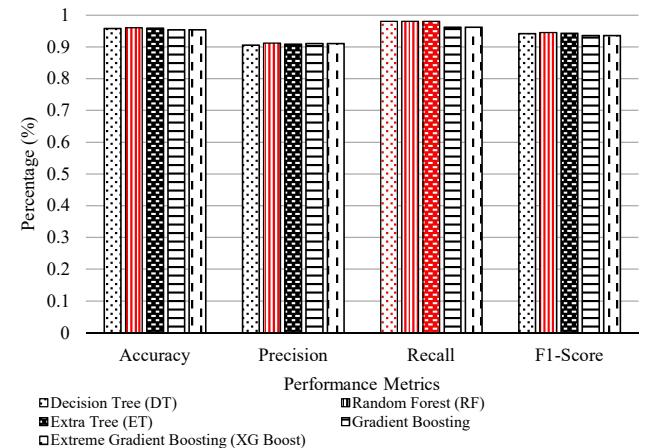 Percentage (%)
1
0.9
0.8
0.7
0.6
0.5
0.4
0.3
0.2
0.1
0
Accuracy Precision Recall F1-Score
Performance Metrics
Decision Tree (DT) Random Forest (RF)
Extra Tree (ET) Gradient Boosting
Extreme Gradient Boosting (XG Boost)